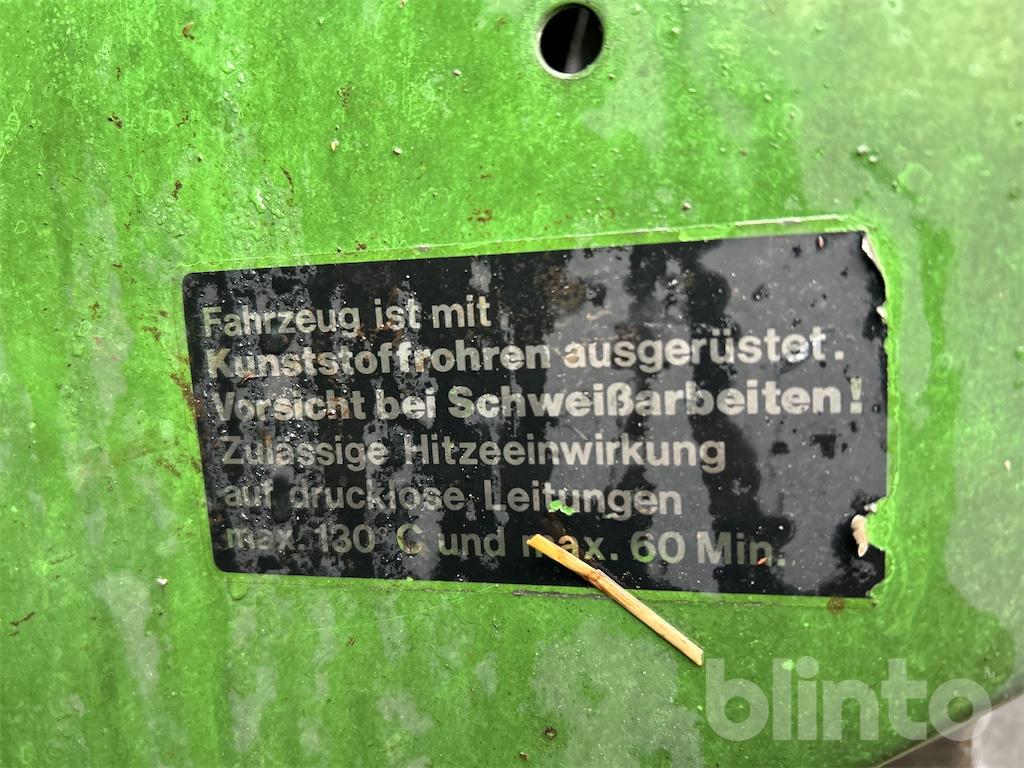 Fahrzeug ist mit
Kunststoffrohren ausgerüstet.
Vorsicht bei Schweißarbeiten!
Zulässige Hitzeeinwirkung
auf drucklose Leitungen
max. 130° C und max. 60 Min.
blinto™